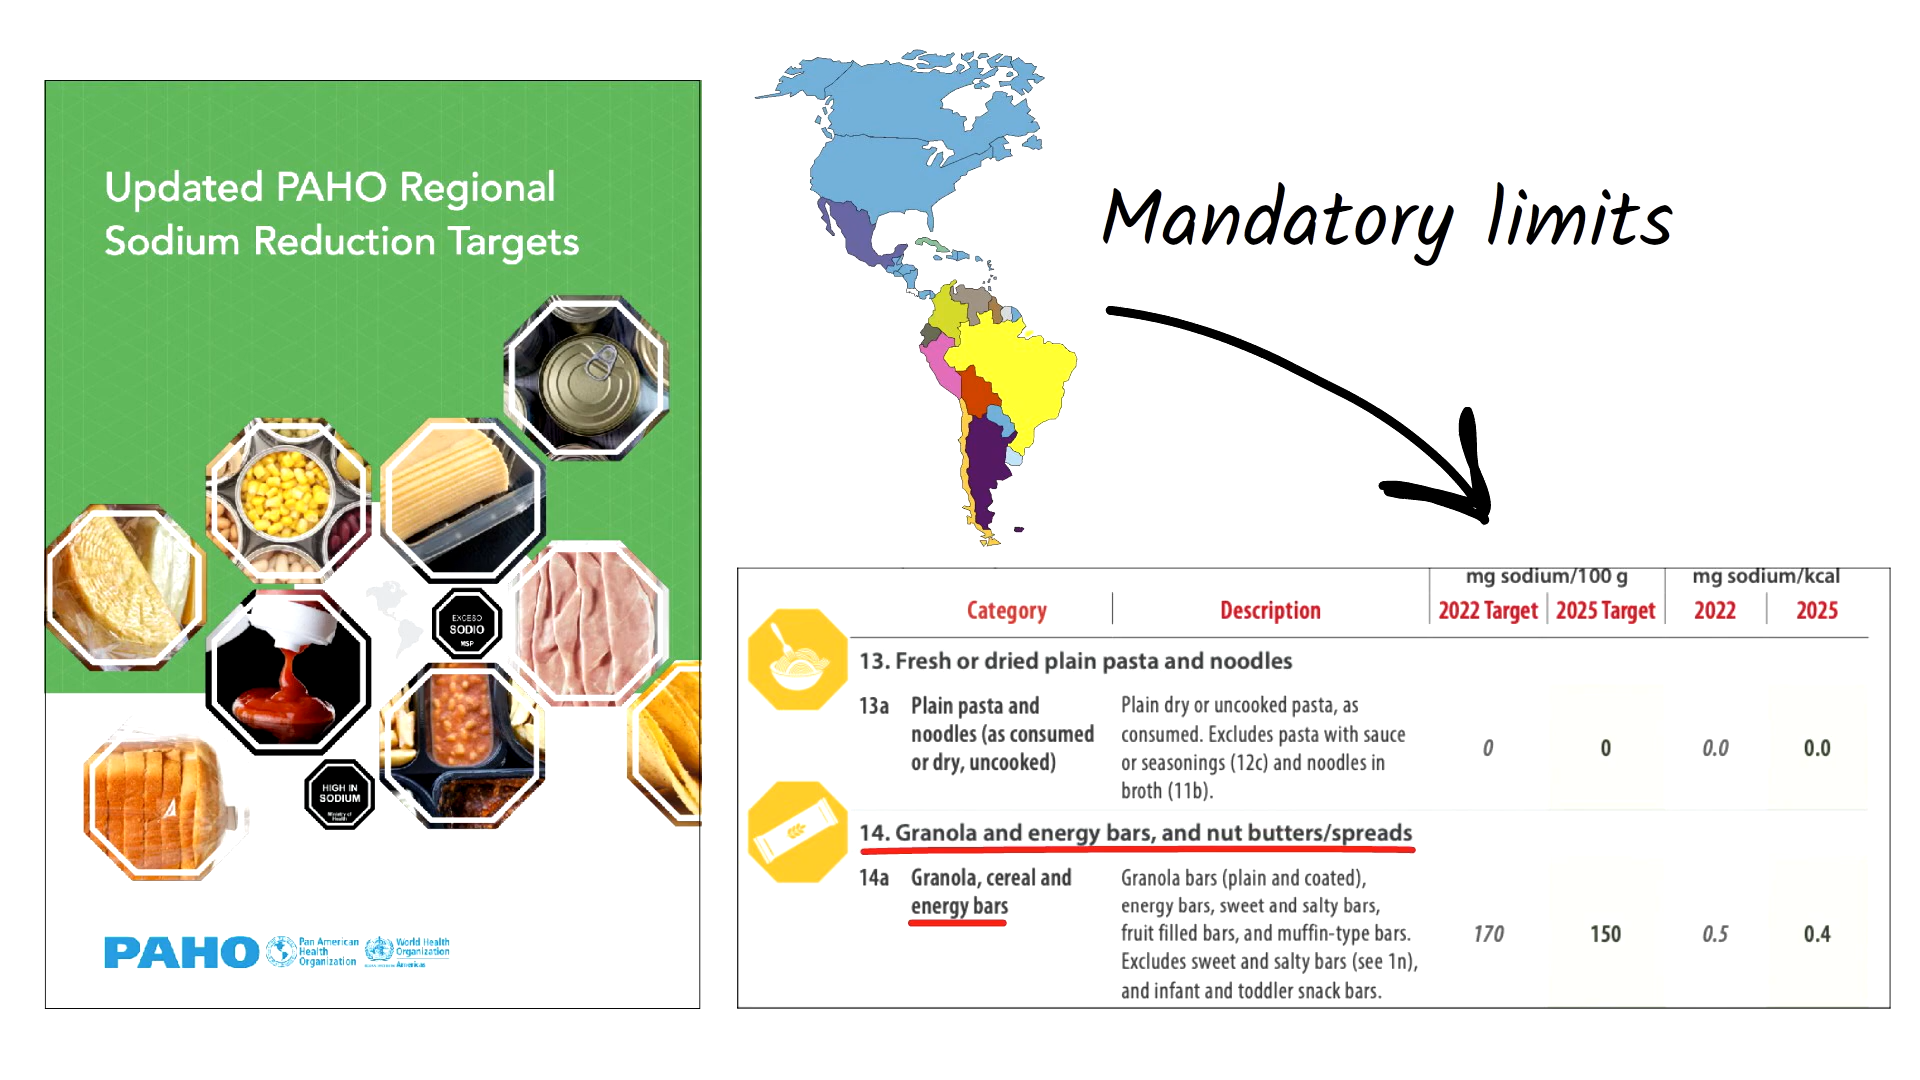 Updated PAHO Regional
Sodium Reduction Targets
EXCESO
SODIO
MSP
HIGH IN
SODIUM
Ministry of
Health
PAHO
Pan American
Health
Organization
World Health
Organization
Americas
Mandatory limits
mg sodium/100 g mg sodium/kcal
Category Description 2022 Target 2025 Target 2022 2025
13. Fresh or dried plain pasta and noodles
13a Plain pasta and noodles (as consumed or dry, uncooked)
Plain dry or uncooked pasta, as
consumed. Excludes pasta with sauce
or seasonings (12c) and noodles in
broth (11b).
0 0 0.0 0.0
14. Granola and energy bars, and nut butters/spreads
14a Granola, cereal and
energy bars
Granola bars (plain and coated),
energy bars, sweet and salty bars,
fruit filled bars, and muffin-type bars.
Excludes sweet and salty bars (see 1n),
and infant and toddler snack bars.
170 150 0.5 0.4